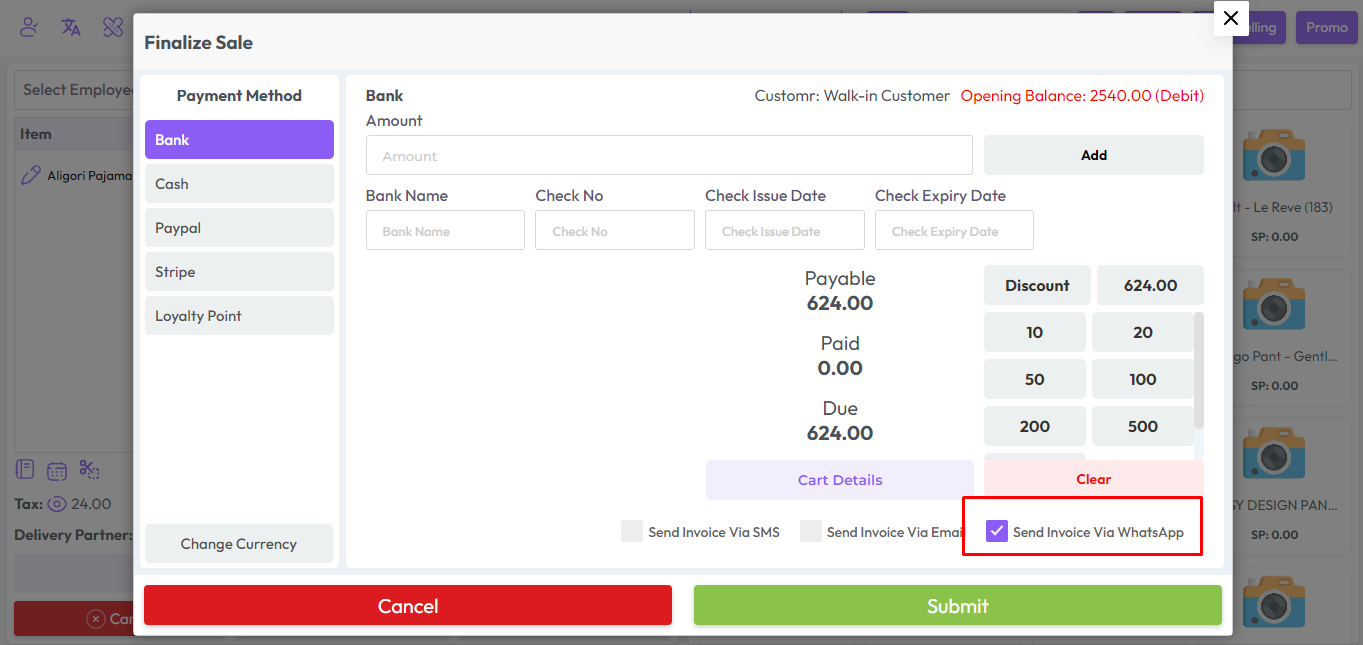 Finalize Sale
elling
Promo
Select Employe
Item
Aligori Pajama
Tax: 24.00
Delivery Partner:
Can
Payment Method
Bank
Cash
Paypal
Stripe
Loyalty Point
Change Currency
Bank
Customr: Walk-in Customer Opening Balance: 2540.00 (Debit)
Amount
Amount
Add
Bank Name Check No Check Issue Date Check Expiry Date
Bank Name Check No Check Issue Date Check Expiry Date
Payable
624.00
Paid
0.00
Due
624.00
Discount 624.00
10 20
50 100
200 500
Cart Details
Clear
Send Invoice Via SMS Send Invoice Via Emai Send Invoice Via WhatsApp
Cancel
Submit
lt - Le Reve (183)
SP: 0.00
go Pant - Gentl...
SP: 0.00
SY DESIGN PAN...
SP: 0.00